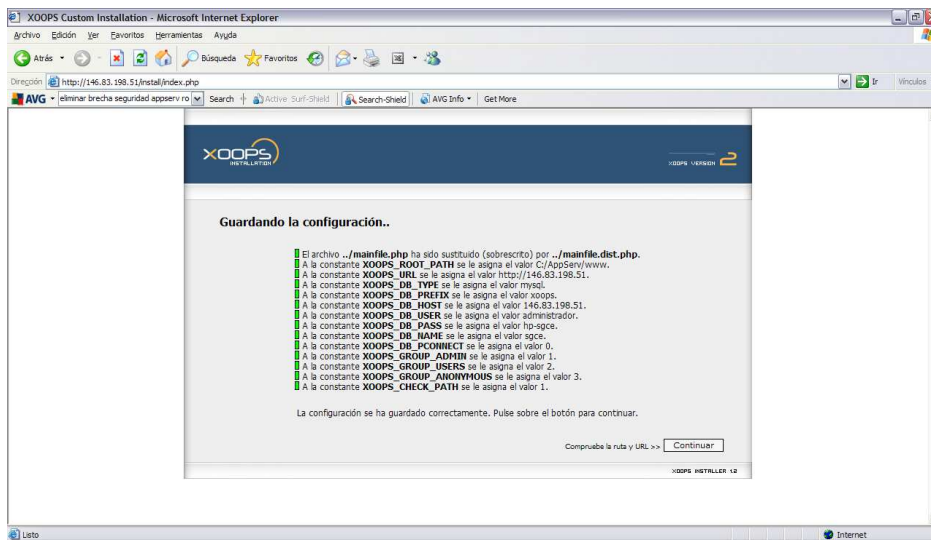 XOOPS Custom Installation - Microsoft Internet Explorer
Archivo Edición Ver Favoritos Herramientas Ayuda
Atrás Búsqueda Favoritos
Dirección http://146.83.198.51/install/index.php Ir Vínculos
AVG eliminar brecha seguridad appserv ro Search Active Surf-Shield Search-Shield AVG Info Get More
XOOPS
INSTALLATION
XOOPS VERSION 2
Guardando la configuración..
El archivo ../mainfile.php ha sido sustituido (sobrescrito) por ../mainfile.dist.php.
A la constante XOOPS_ROOT_PATH se le asigna el valor C:/AppServ/www.
A la constante XOOPS_URL se le asigna el valor http://146.83.198.51.
A la constante XOOPS_DB_TYPE se le asigna el valor mysql.
A la constante XOOPS_DB_PREFIX se le asigna el valor xoops.
A la constante XOOPS_DB_HOST se le asigna el valor 146.83.198.51.
A la constante XOOPS_DB_USER se le asigna el valor administrador.
A la constante XOOPS_DB_PASS se le asigna el valor hp-sgce.
A la constante XOOPS_DB_NAME se le asigna el valor sgce.
A la constante XOOPS_DB_PCONNECT se le asigna el valor 0.
A la constante XOOPS_GROUP_ADMIN se le asigna el valor 1.
A la constante XOOPS_GROUP_USERS se le asigna el valor 2.
A la constante XOOPS_GROUP_ANONYMOUS se le asigna el valor 3.
A la constante XOOPS_CHECK_PATH se le asigna el valor 1.
La configuración se ha guardado correctamente. Pulse sobre el botón para continuar.
Compruebe la ruta y URL >> Continuar
XOOPS INSTALLER 1.2
Listo Internet